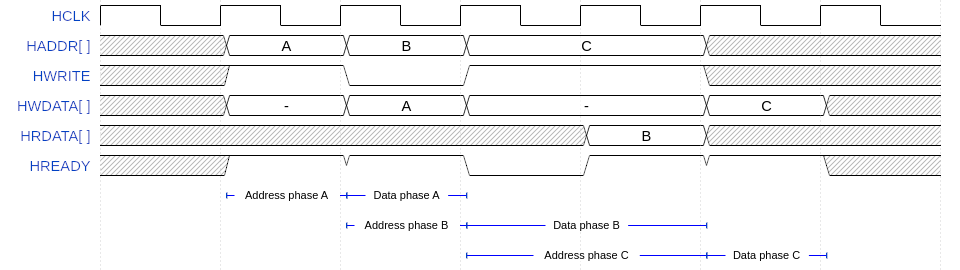 HCLK
HADDR[ ] A B C
HWRITE
HWDATA[ ] - A - C
HRDATA[ ] B
HREADY
Address phase A Data phase A
Address phase B Data phase B
Address phase C Data phase C